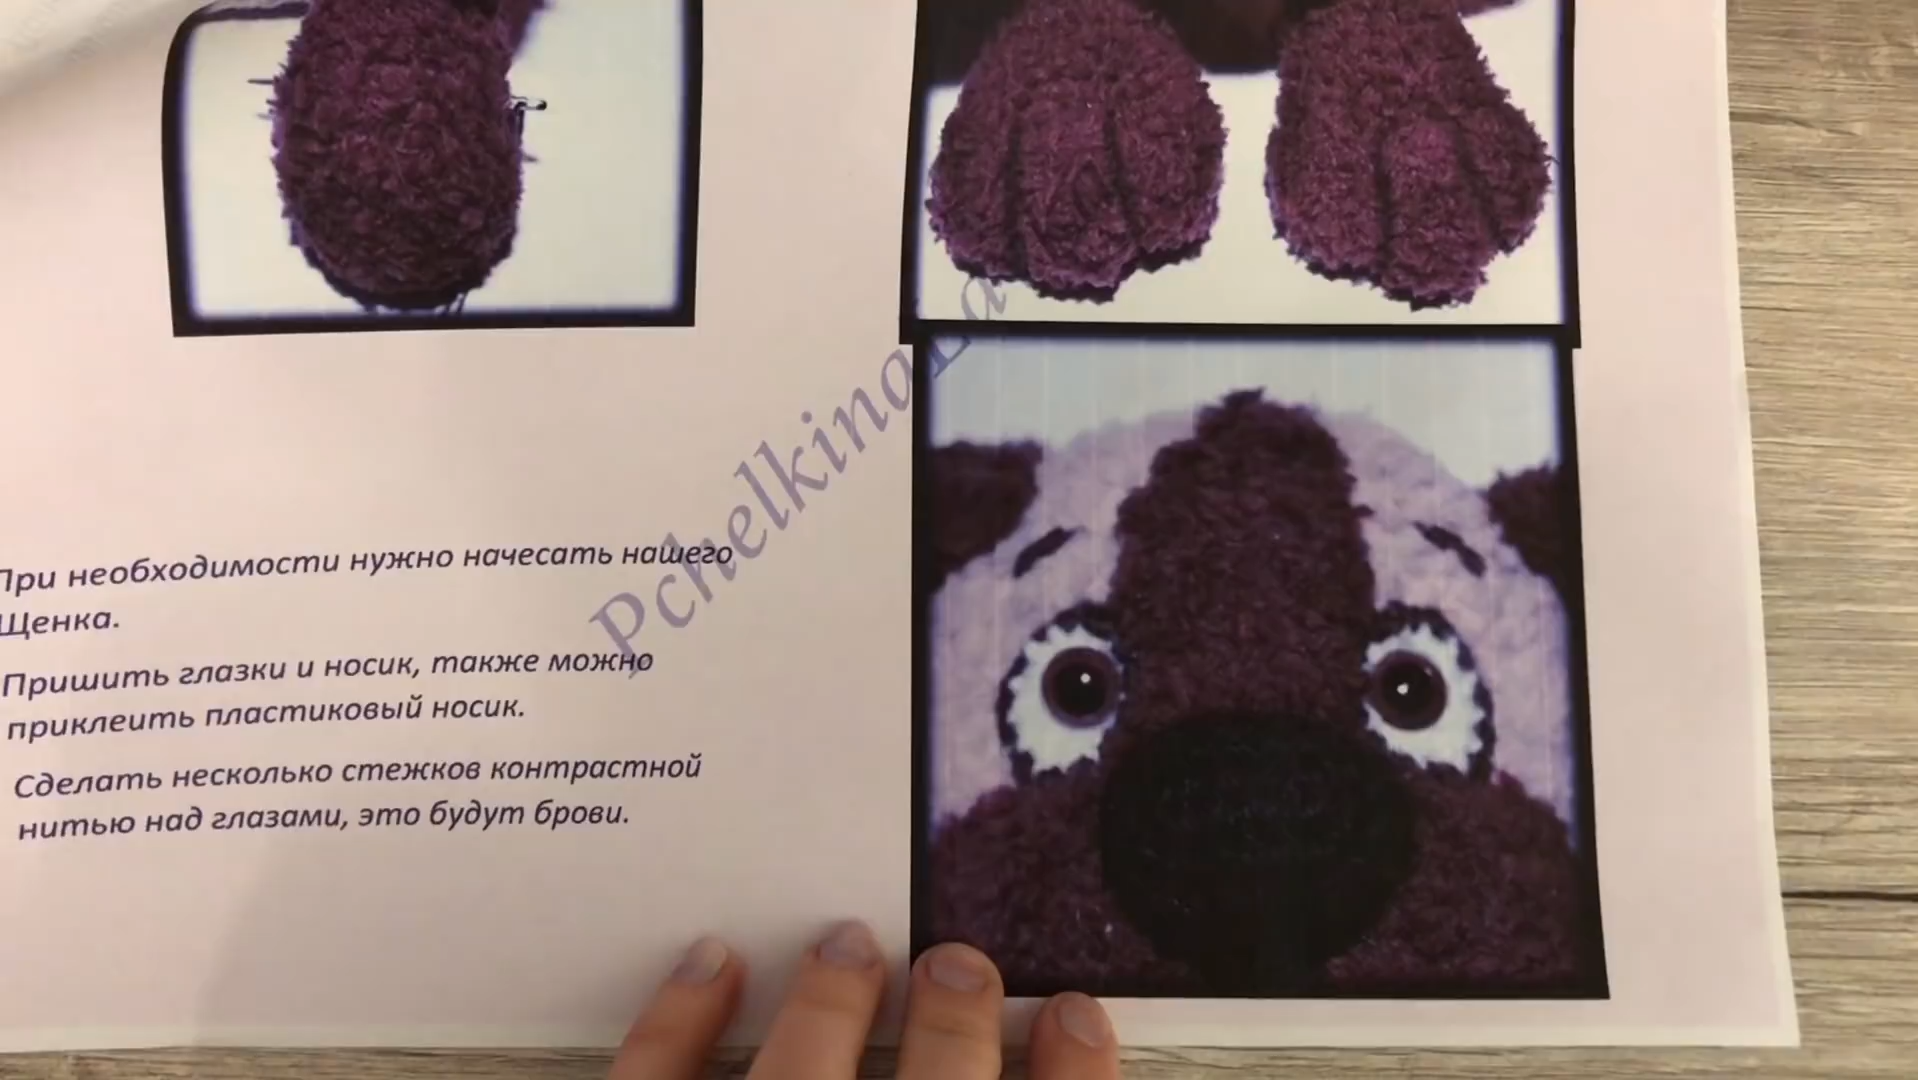 При необходимости нужно начесать нашего
Щенка.
Пришить глазки и носик, также можно
приклеить пластиковый носик.
Сделать несколько стежков контрастной
нитью над глазами, это будут брови.
PchelkinaLa